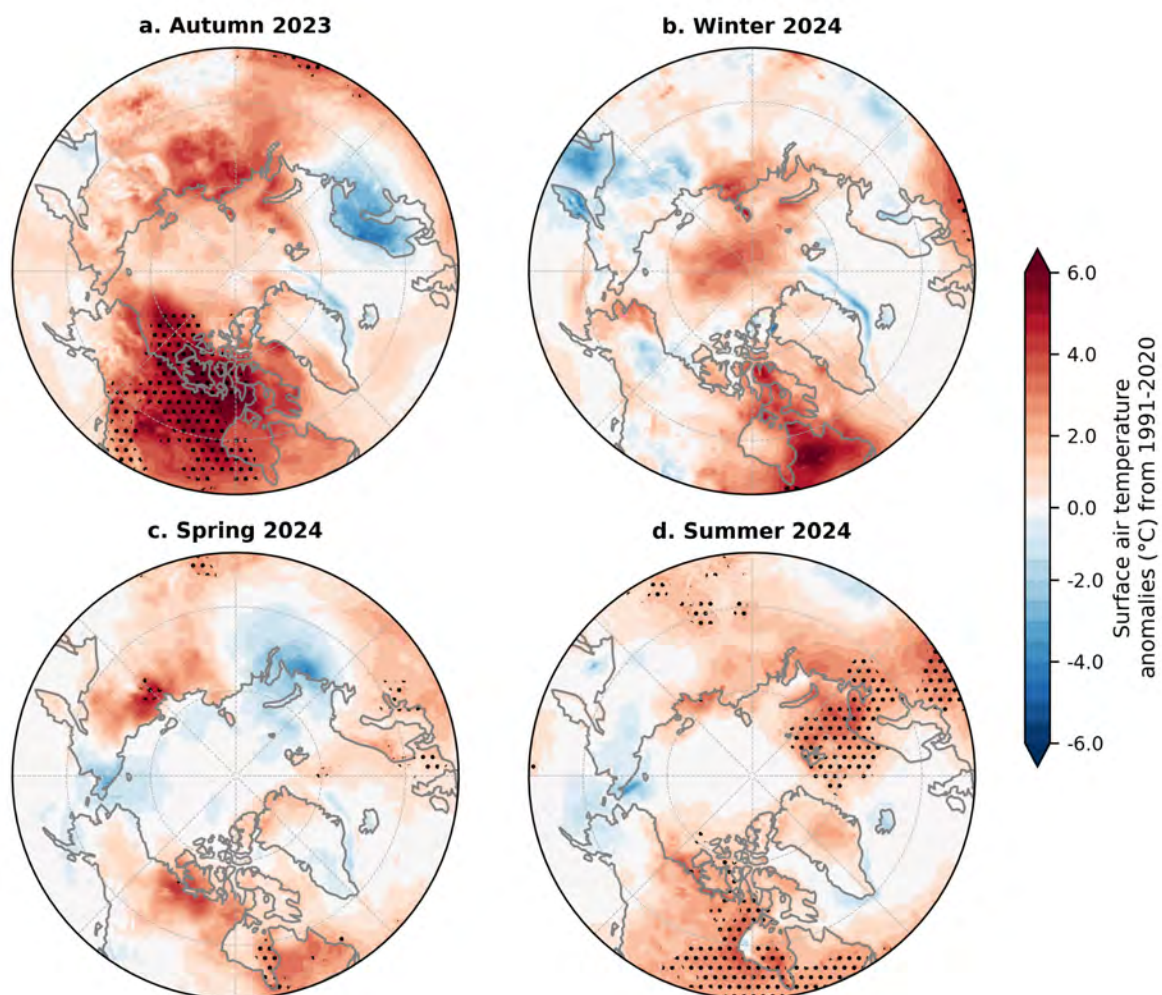 a. Autumn 2023
b. Winter 2024
c. Spring 2024
d. Summer 2024
6.0
4.0
2.0
0.0
-2.0
-4.0
-6.0
Surface air temperature
anomalies (°C) from 1991-2020